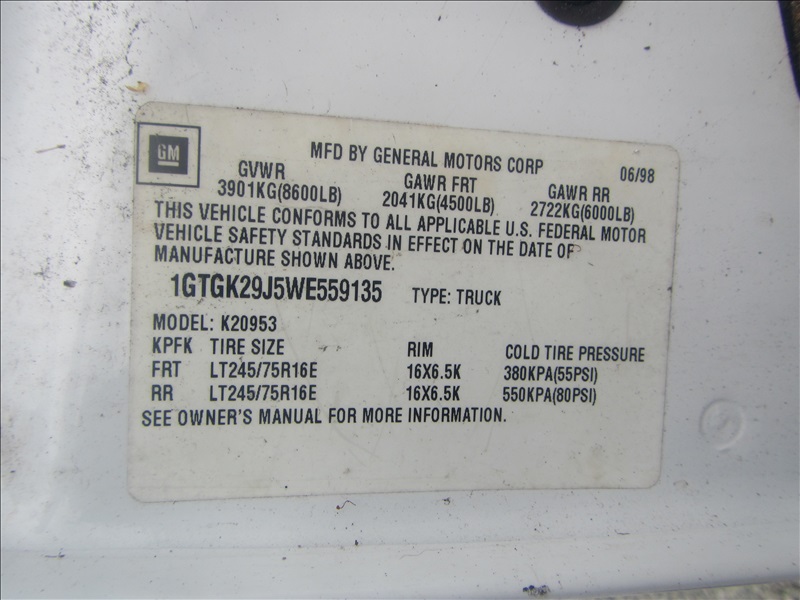 GM
MFD BY GENERAL MOTORS CORP 06/98
GVWR GAWR FRT GAWR RR
3901KG(8600LB) 2041KG(4500LB) 2722KG(6000LB)
THIS VEHICLE CONFORMS TO ALL APPLICABLE U.S. FEDERAL MOTOR
VEHICLE SAFETY STANDARDS IN EFFECT ON THE DATE OF
MANUFACTURE SHOWN ABOVE.
1GTGK29J5WE559135 TYPE: TRUCK
MODEL: K20953
KPFK TIRE SIZE RIM COLD TIRE PRESSURE
FRT LT245/75R16E 16X6.5K 380KPA(55PSI)
RR LT245/75R16E 16X6.5K 550KPA(80PSI)
SEE OWNER'S MANUAL FOR MORE INFORMATION.